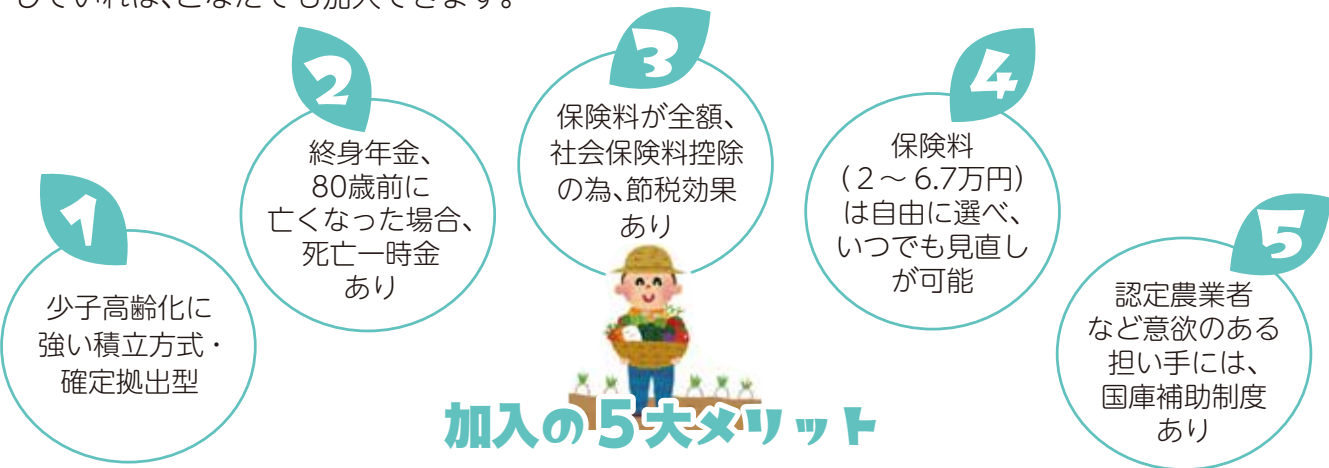 していれば、どなたでも加入できます。
1
少子高齢化に
強い積立方式・
確定拠出型
2
終身年金、
80歳前に
亡くなった場合、
死亡一時金
あり
3
保険料が全額、
社会保険料控除
の為、節税効果
あり
4
保険料
（2～6.7万円）
は自由に選べ、
いつでも見直し
が可能
5
認定農業者
など意欲のある
担い手には、
国庫補助制度
あり
加入の5大メリット